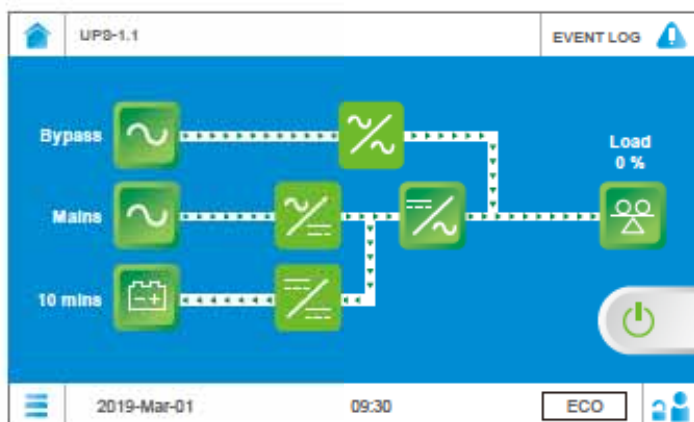 UPS-1.1
EVENT LOG
Bypass
Load
0 %
Mains
10 mins
2019-Mar-01
09:30
ECO